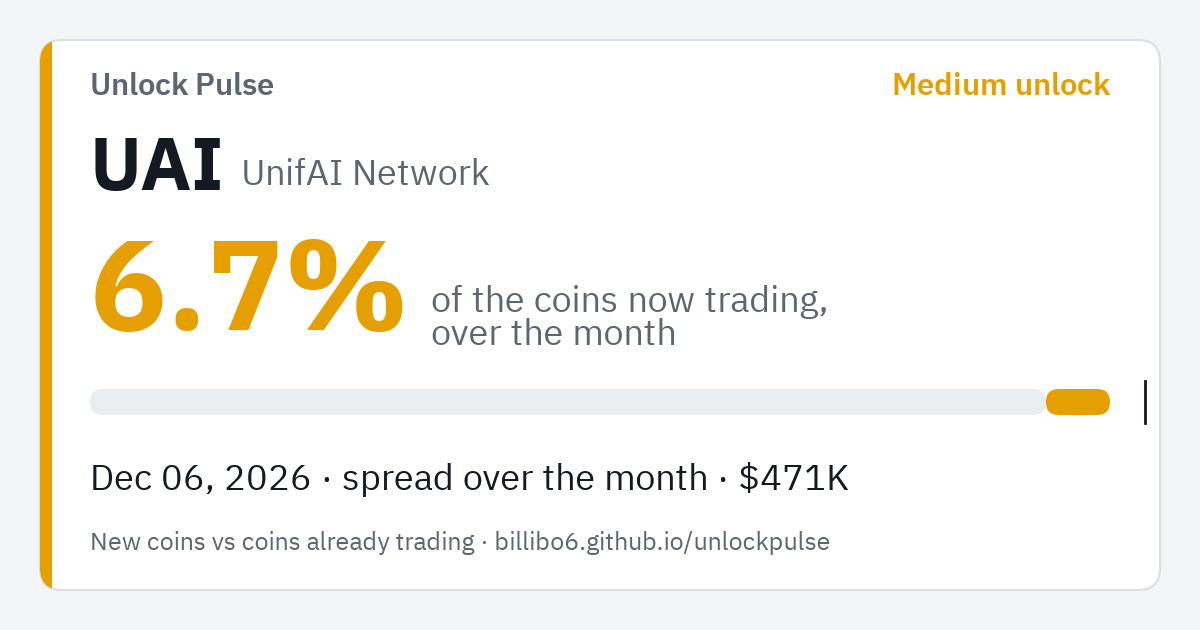 Unlock Pulse
Medium unlock
UAI UnifAI Network
6.7% of the coins now trading,
over the month
Dec 06, 2026 · spread over the month · $471K
New coins vs coins already trading · billibo6.github.io/unlockpulse